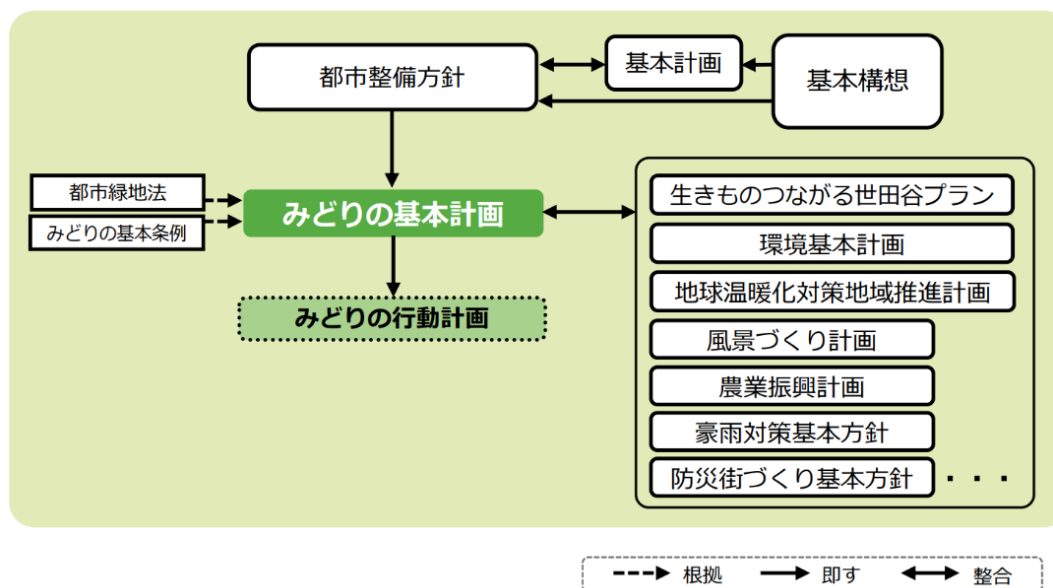 都市整備方針
基本計画
基本構想
都市緑地法
みどりの基本条例
みどりの基本計画
みどりの行動計画
生きものつながる世田谷プラン
環境基本計画
地球温暖化対策地域推進計画
風景づくり計画
農業振興計画
豪雨対策基本方針
防災街づくり基本方針 ・・・
根拠 即す 整合